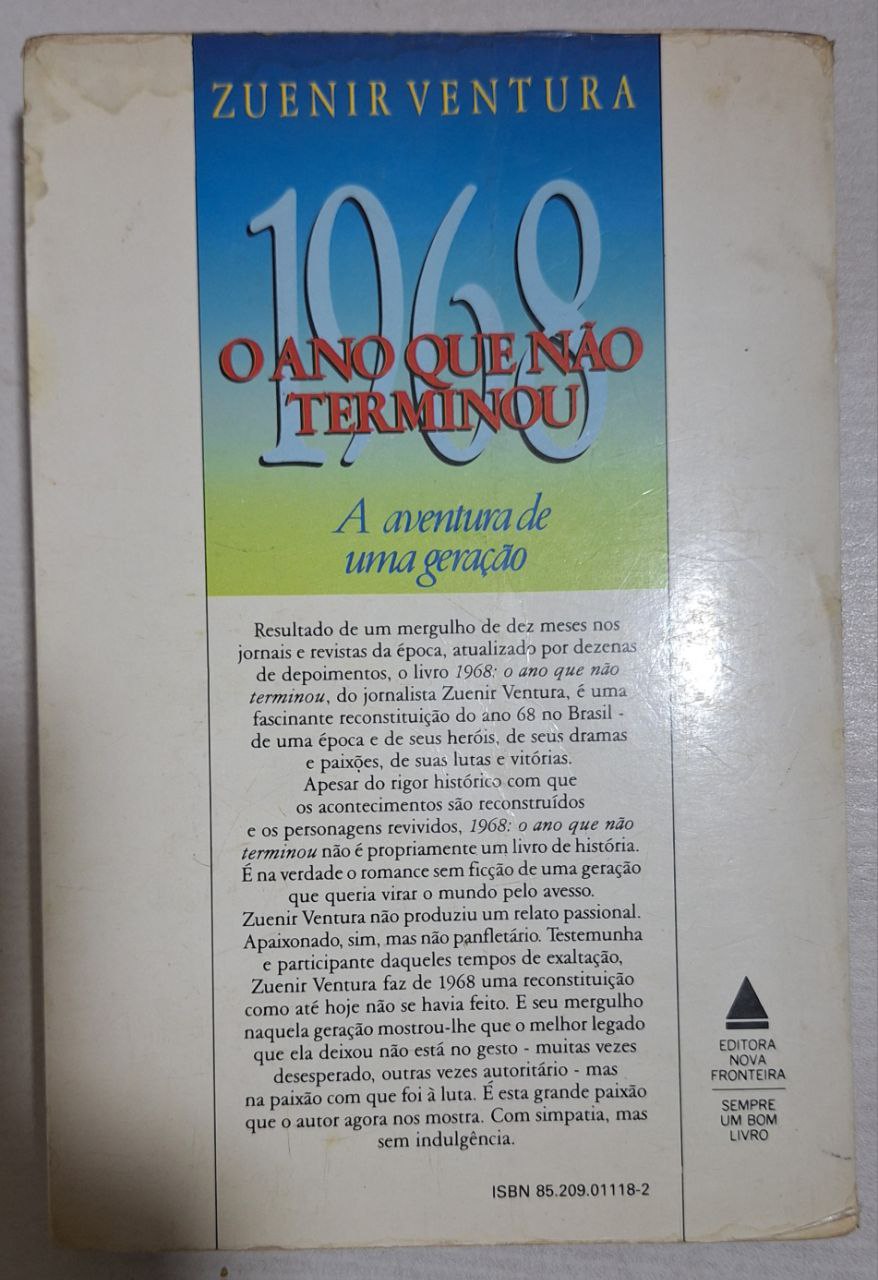 ZUENIR VENTURA
1968
O ANO QUE NÃO
TERMINOU
A aventura de
uma geração
Resultado de um mergulho de dez meses nos
jornais e revistas da época, atualizado por dezenas
de depoimentos, o livro 1968: o ano que não
terminou, do jornalista Zuenir Ventura, é uma
fascinante reconstituição do ano 68 no Brasil -
de uma época e de seus heróis, de seus dramas
e paixões, de suas lutas e vitórias.
Apesar do rigor histórico com que
os acontecimentos são reconstruídos
e os personagens revividos, 1968: o ano que não
terminou não é propriamente um livro de história.
É na verdade o romance sem ficção de uma geração
que queria virar o mundo pelo avesso.
Zuenir Ventura não produziu um relato passional.
Apaixonado, sim, mas não panfletário. Testemunha
e participante daqueles tempos de exaltação,
Zuenir Ventura faz de 1968 uma reconstituição
como até hoje não se havia feito. E seu mergulho
naquela geração mostrou-lhe que o melhor legado
que ela deixou não está no gesto - muitas vezes
desesperado, outras vezes autoritário - mas
na paixão com que foi à luta. É esta grande paixão
que o autor agora nos mostra. Com simpatia, mas
sem indulgência.
EDITORA
NOVA
FRONTEIRA
SEMPRE
UM BOM
LIVRO
ISBN 85.209.01118-2